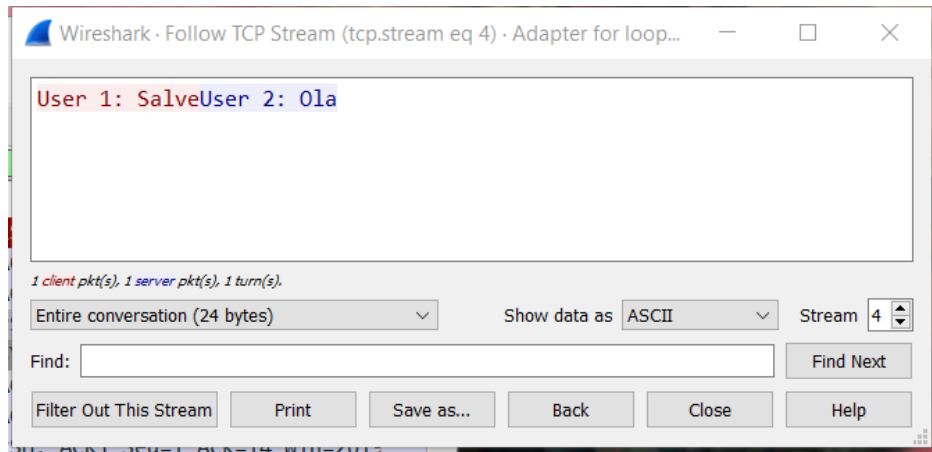 Wireshark · Follow TCP Stream (tcp.stream eq 4) · Adapter for loop...
User 1: SalveUser 2: Ola
1 client pkt(s), 1 server pkt(s), 1 turn(s).
Entire conversation (24 bytes) Show data as ASCII Stream 4
Find: Find Next
Filter Out This Stream Print Save as... Back Close Help